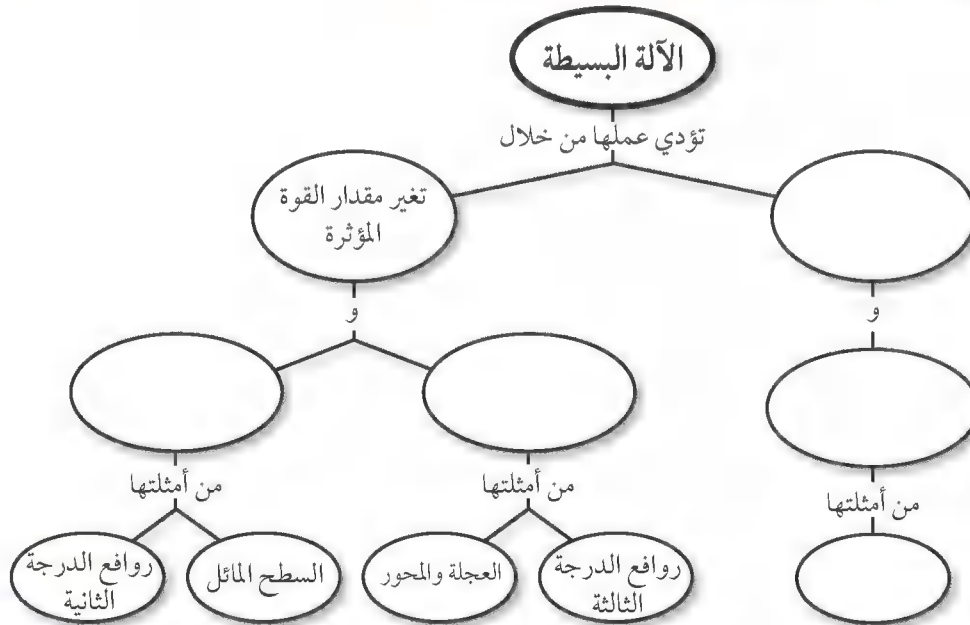 الآلة البسيطة
تؤدي عملها من خلال
تغير مقدار القوة
المؤثرة
و
و
من أمثلتها
من أمثلتها
من أمثلتها
روافع الدرجة
الثالثة
العجلة والمحور
السطح المائل
روافع الدرجة
الثانية